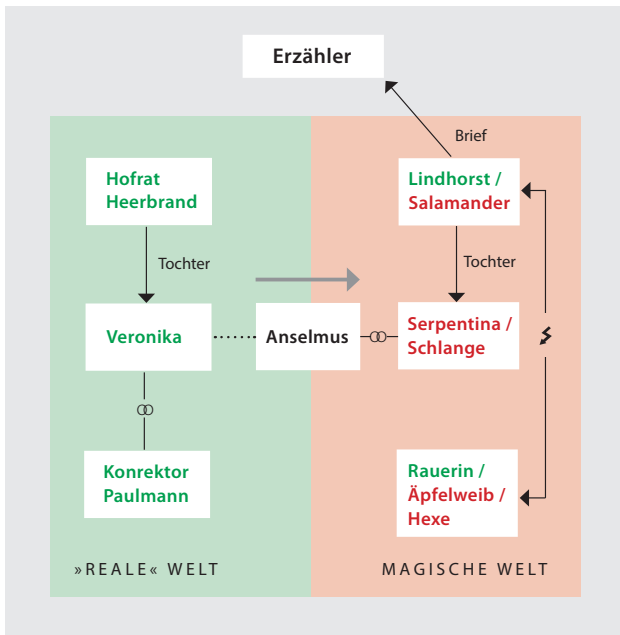 Erzähler
Brief
Hofrat
Heerbrand
Lindhorst /
Salamander
Tochter
Tochter
Veronika
Anselmus
Serpentina /
Schlange
Konrektor
Paulmann
Rauerin /
Äpfelweib /
Hexe
»REALE« WELT
MAGISCHE WELT